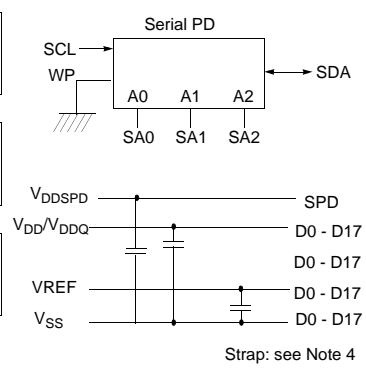 Serial PD
SCL
WP
SDA
A0 A1 A2
SA0 SA1 SA2
VDDSPD SPD
VDD/VDDQ D0 - D17
D0 - D17
VREF D0 - D17
VSS D0 - D17
Strap: see Note 4